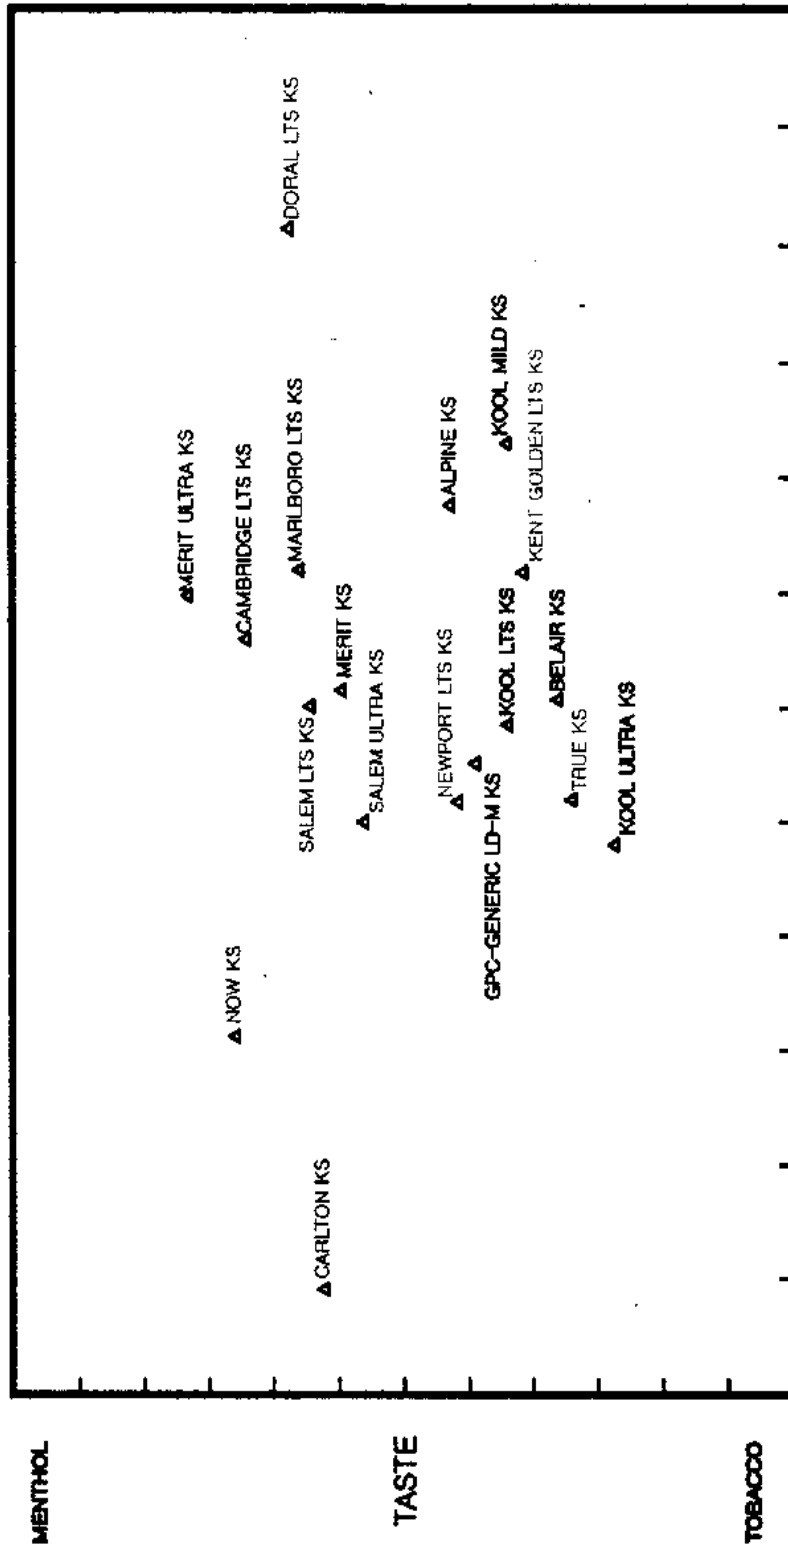 MENTHOL
TASTE
TOBACCO
MERIT ULTRA KS
NOW KS
CAMBRIDGE LTS KS
DORAL LTS KS
MARLBORO LTS KS
SALEM LTS KS
CARLTON KS
MERIT KS
SALEM ULTRA KS
ALPINE KS
NEWPORT LTS KS
GPC-GENERIC LD-M KS
KOOL LTS KS
KOOL MILD KS
KENT GOLDEN LTS KS
BELAIR KS
TRUE KS
KOOL ULTRA KS